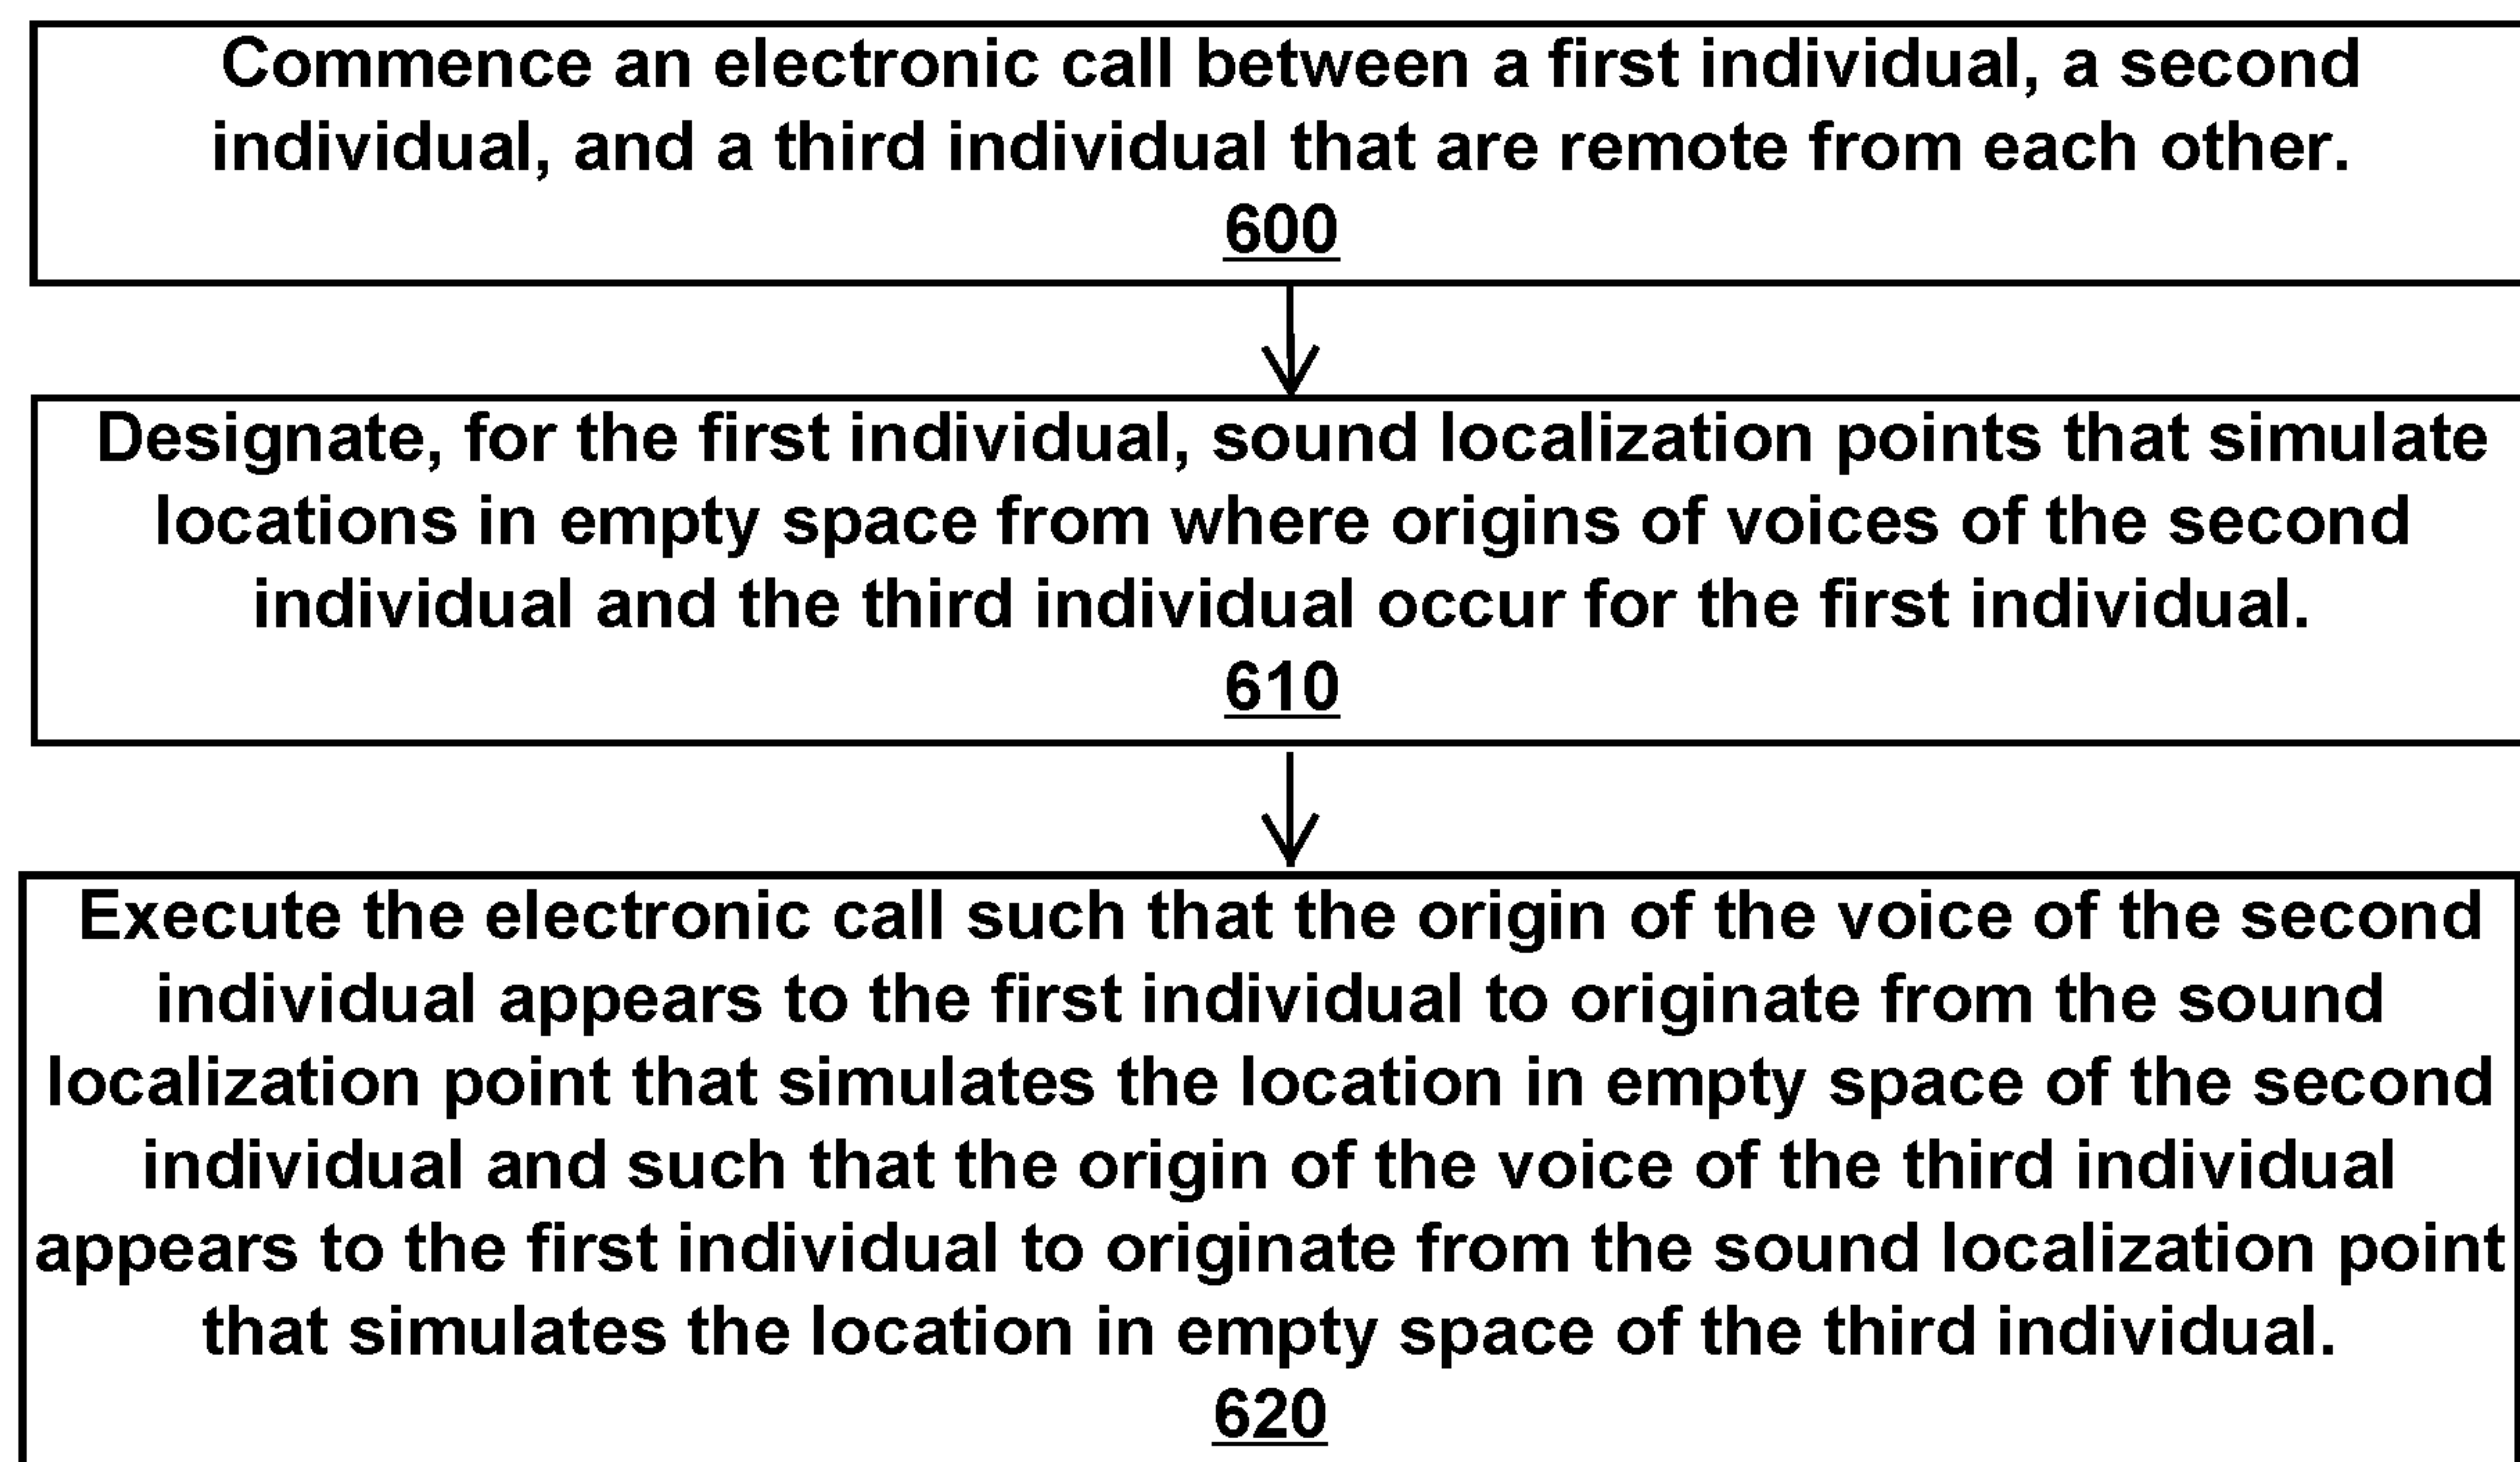 Commence an electronic call between a first individual, a second
individual, and a third individual that are remote from each other.
600
Designate, for the first individual, sound localization points that simulate
locations in empty space from where origins of voices of the second
individual and the third individual occur for the first individual.
610
Execute the electronic call such that the origin of the voice of the second
individual appears to the first individual to originate from the sound
localization point that simulates the location in empty space of the second
individual and such that the origin of the voice of the third individual
appears to the first individual to originate from the sound localization point
that simulates the location in empty space of the third individual.
620